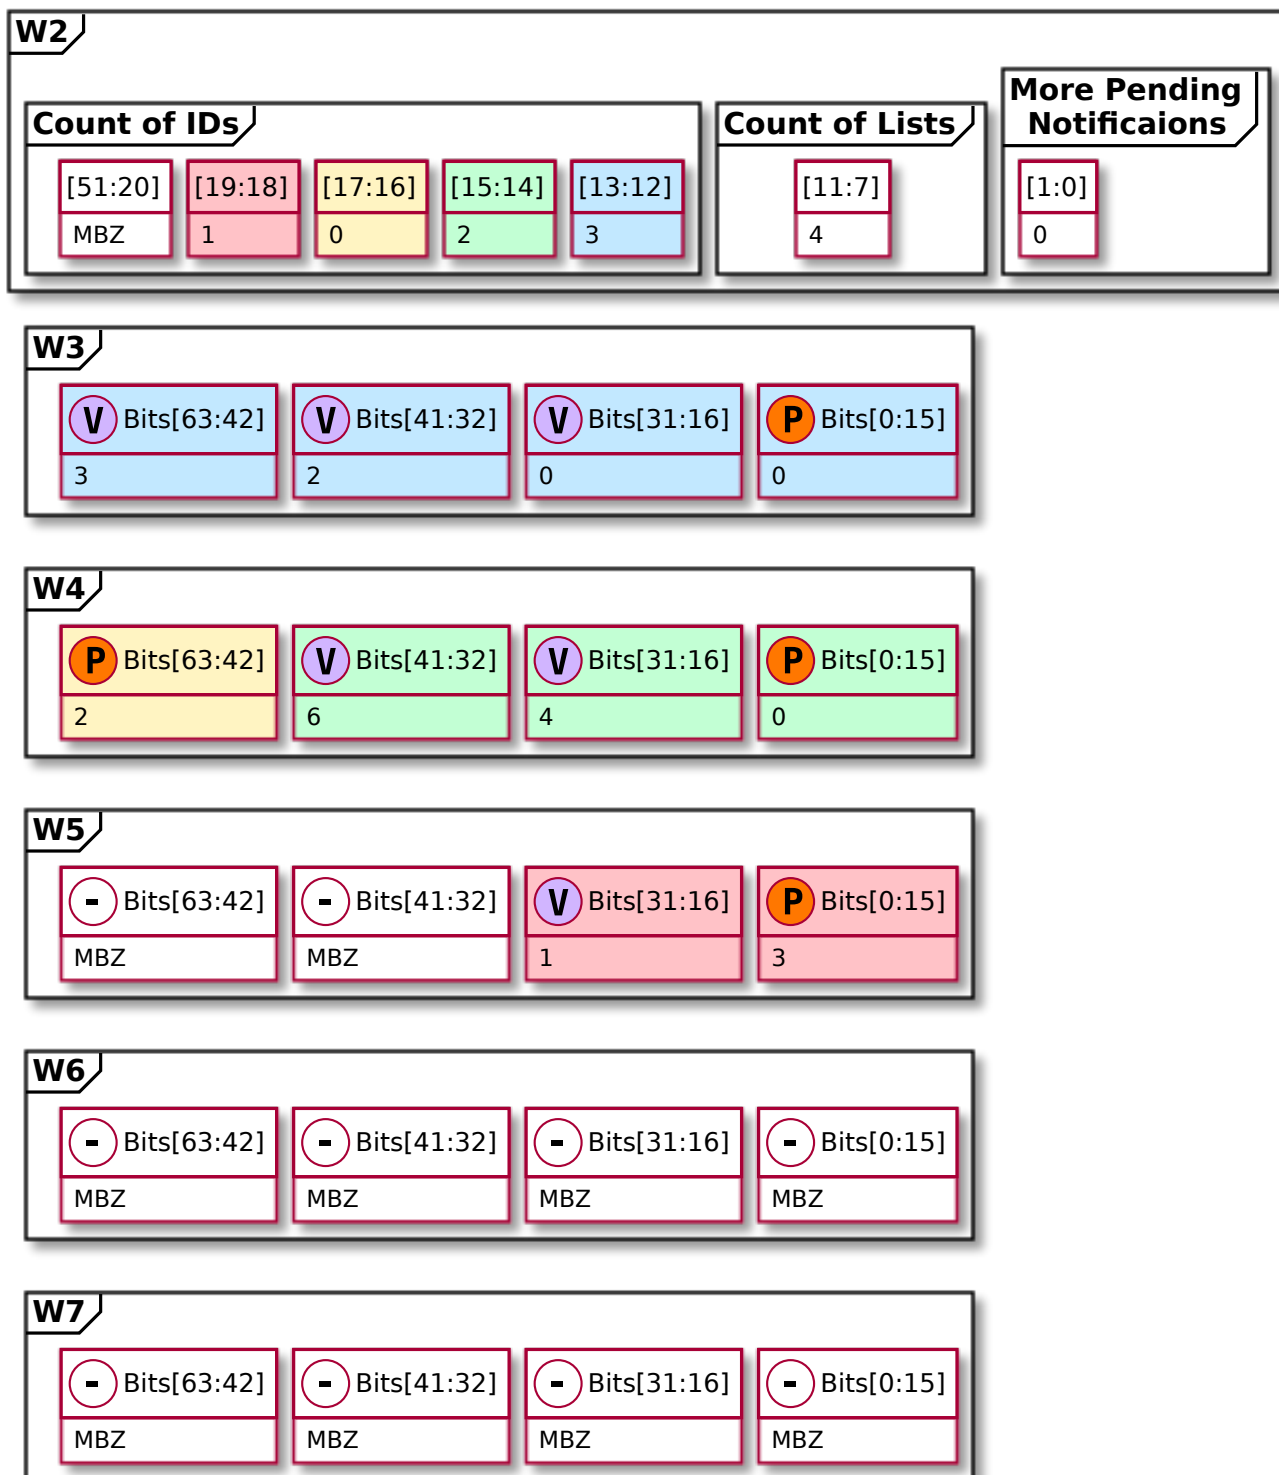 W2
Count of IDs
[51:20] [19:18] [17:16] [15:14] [13:12]
MBZ 1 0 2 3
Count of Lists
[11:7]
4
More Pending
Notificaions
[1:0]
0
W3
V Bits[63:42] V Bits[41:32] V Bits[31:16] P Bits[0:15]
3 2 0 0
W4
P Bits[63:42] V Bits[41:32] V Bits[31:16] P Bits[0:15]
2 6 4 0
W5
- Bits[63:42] - Bits[41:32] V Bits[31:16] P Bits[0:15]
MBZ MBZ 1 3
W6
- Bits[63:42] - Bits[41:32] - Bits[31:16] - Bits[0:15]
MBZ MBZ MBZ MBZ
W7
- Bits[63:42] - Bits[41:32] - Bits[31:16] - Bits[0:15]
MBZ MBZ MBZ MBZ